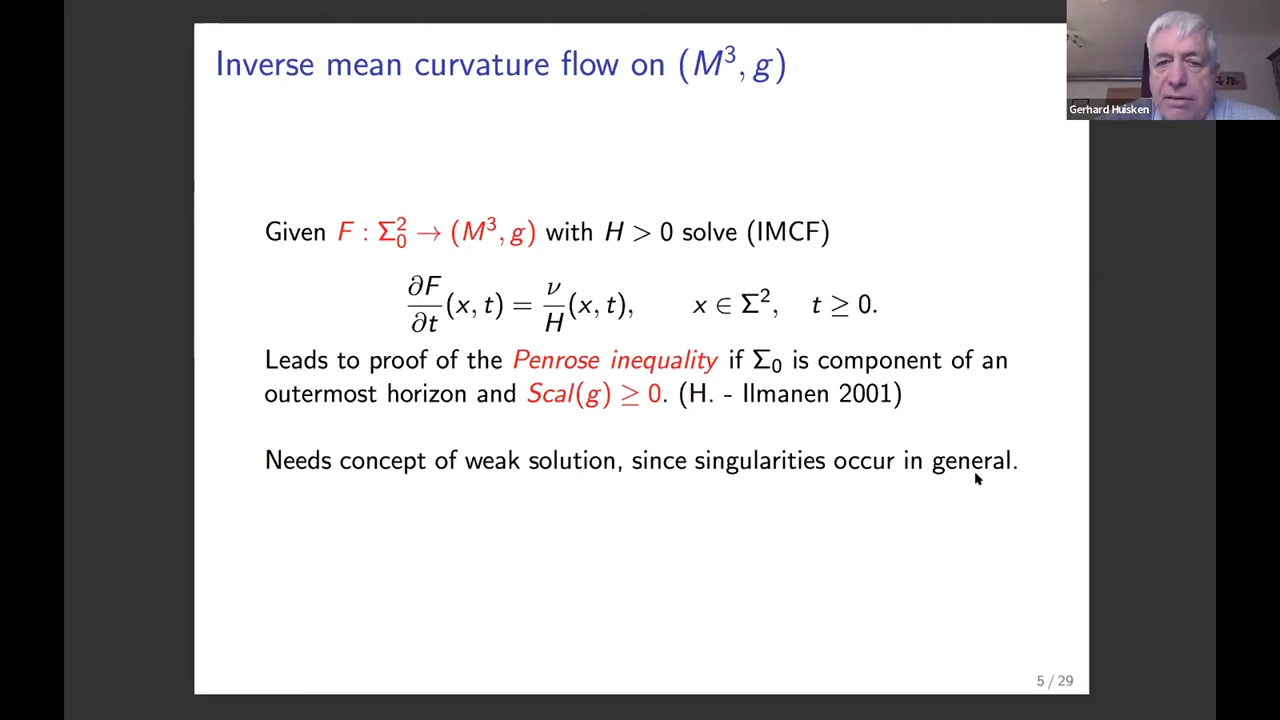 Inverse mean curvature flow on (M³, g)
Gerhard Huisken
Given F : Σ₀² → (M³, g) with H > 0 solve (IMCF)
∂F/∂t (x, t) = ν/H (x, t), x ∈ Σ², t ≥ 0.
Leads to proof of the Penrose inequality if Σ₀ is component of an
outermost horizon and Scal(g) ≥ 0. (H. - Ilmanen 2001)
Needs concept of weak solution, since singularities occur in general.
5 / 29